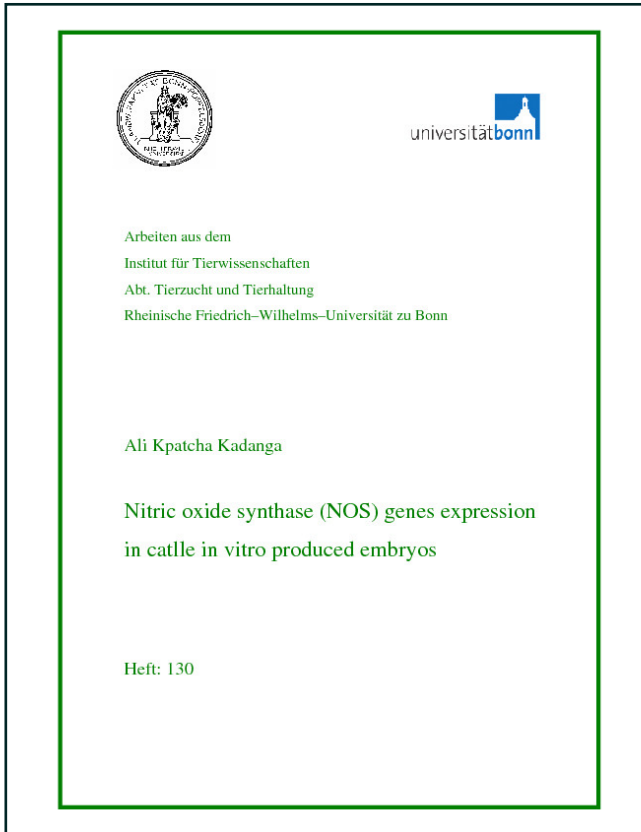 universitätbonn
Arbeiten aus dem
Institut für Tierwissenschaften
Abt. Tierzucht und Tierhaltung
Rheinische Friedrich–Wilhelms–Universität zu Bonn
Ali Kpatcha Kadanga
Nitric oxide synthase (NOS) genes expression
in catlle in vitro produced embryos
Heft: 130